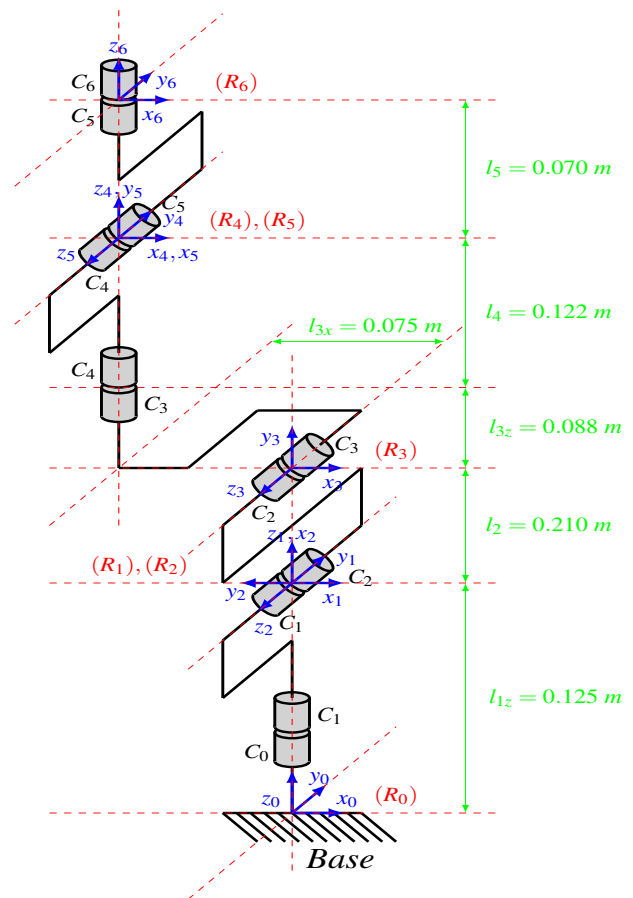 z₆
C₆ y₆ (R₆)
C₅ x₆
l₅ = 0.070 m
z₄, y₅ C₅
y₄ (R₄), (R₅)
z₅ x₄, x₅
C₄
l₄ = 0.122 m
l₃ₓ = 0.075 m
C₄
C₃
l₃z = 0.088 m
y₃ C₃
(R₃)
z₃ x₃
C₂
l₂ = 0.210 m
z₁, x₂
(R₁), (R₂) y₁
C₂
y₂ x₁
z₂ C₁
l₁z = 0.125 m
C₁
C₀
y₀
z₀ x₀ (R₀)
Base